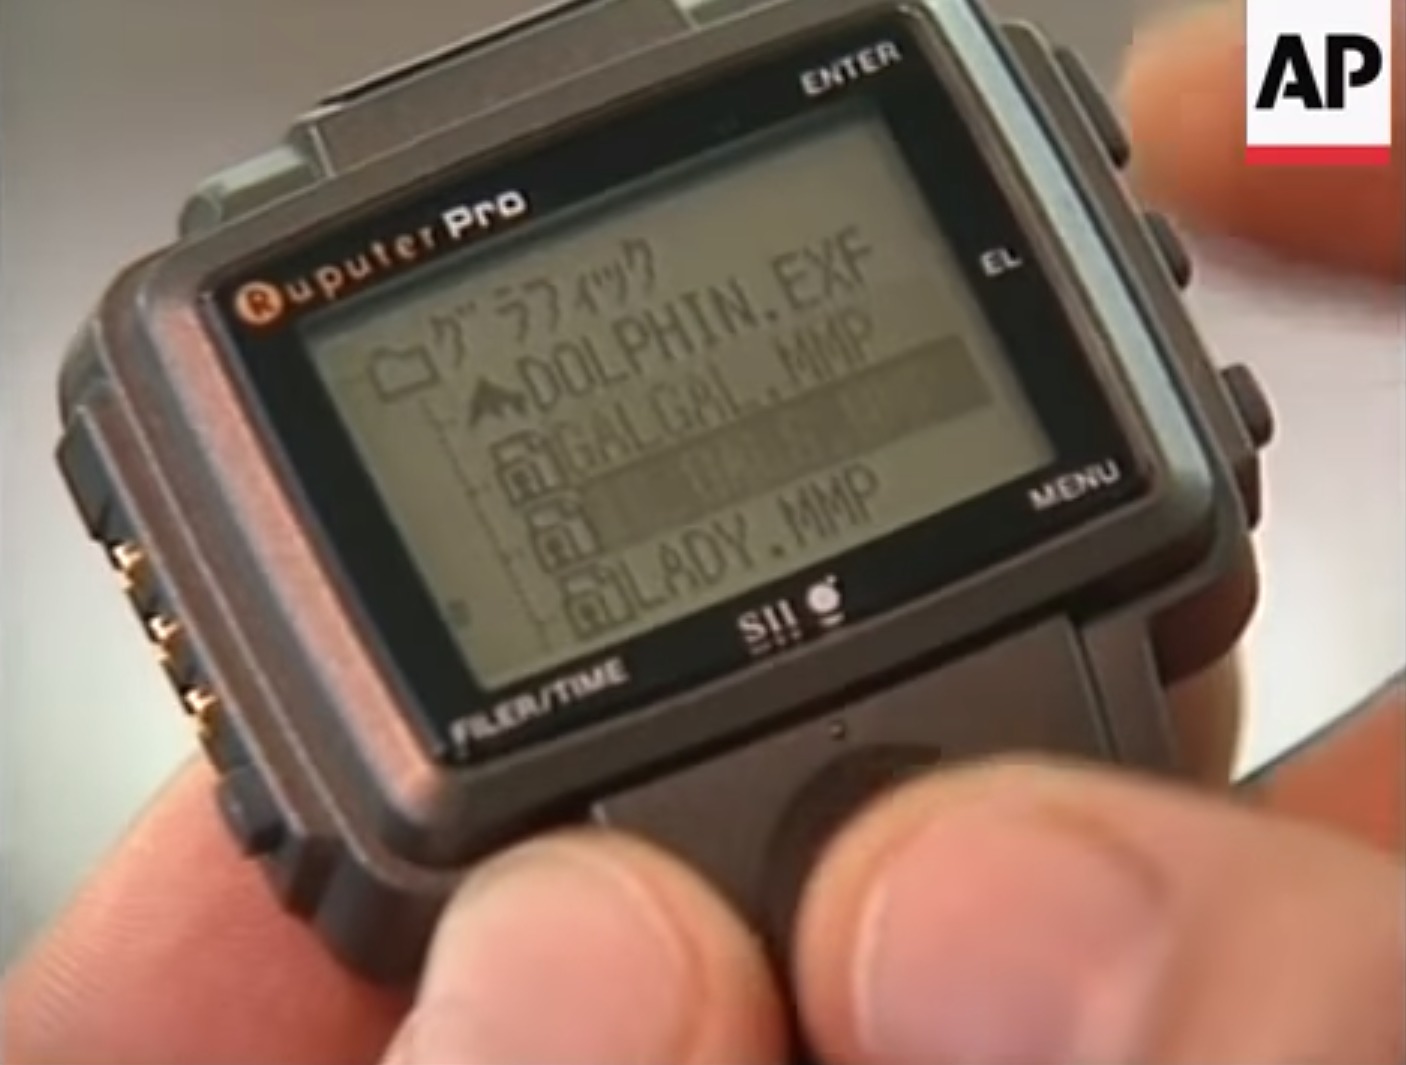 AP
ENTER
Ruputer Pro
EL
グラフィック
DOLPHIN.EXF
GALGAL.MMP
LADY.MMP
MENU
SII
FILER/TIME